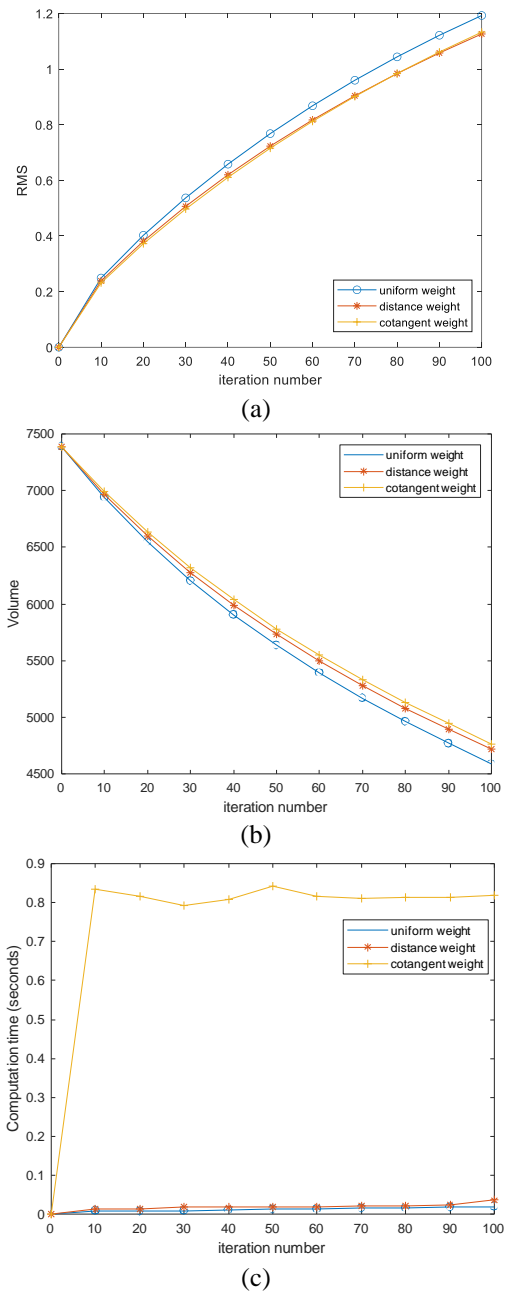 1.2
1
0.8
0.6
0.4
0.2
0
RMS
uniform weight
distance weight
cotangent weight
0 10 20 30 40 50 60 70 80 90 100
iteration number
(a)
7500
7000
6500
6000
5500
5000
4500
Volume
uniform weight
distance weight
cotangent weight
0 10 20 30 40 50 60 70 80 90 100
iteration number
(b)
0.9
0.8
0.7
0.6
0.5
0.4
0.3
0.2
0.1
0
Computation time (seconds)
uniform weight
distance weight
cotangent weight
0 10 20 30 40 50 60 70 80 90 100
iteration number
(c)